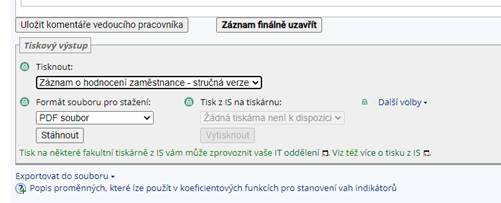 Uložit komentáře vedoucího pracovníka Záznam finálně uzavřít
Tiskový výstup
Tisknout:
Záznam o hodnocení zaměstnance - stručná verze
Formát souboru pro stažení: Tisk z IS na tiskárnu: Další volby
PDF soubor Žádná tiskárna není k dispozici
Stáhnout Vytisknout
Tisk na některé fakultní tiskárně z IS vám může zprovoznit vaše IT oddělení. Viz též více o tisku z IS.
Exportovat do souboru
Popis proměnných, které lze použít v koeficientových funkcích pro stanovení vah indikátorů